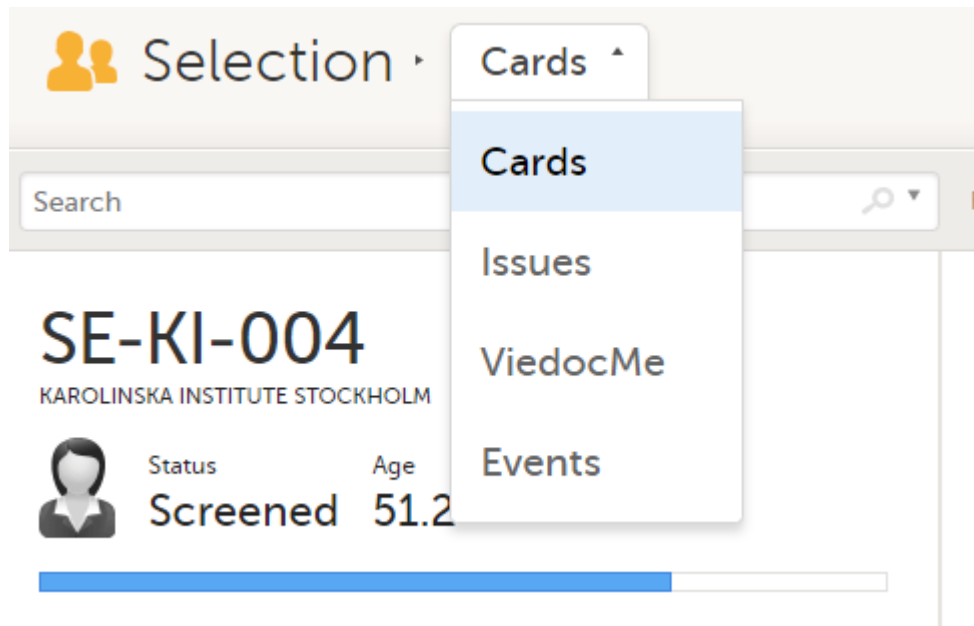 Selection
Cards
Cards
Issues
ViedocMe
Events
Search
SE-KI-004
KAROLINSKA INSTITUTE STOCKHOLM
Status Age
Screened 51.2